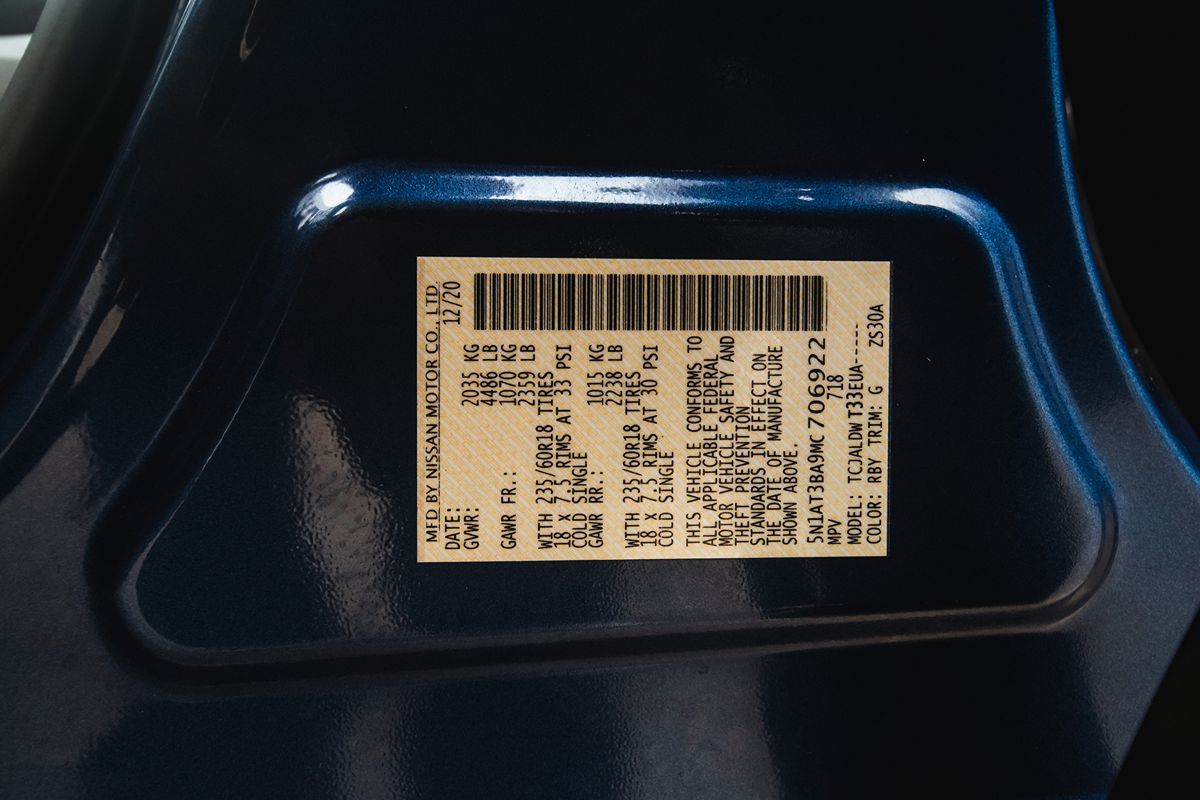 MFD BY NISSAN MOTOR CO., LTD.
DATE: 12/20
GVWR: 2035 KG
4486 LB
GAWR FR.: 1070 KG
2359 LB
WITH 235/60R18 TIRES
18 X 7.5 RIMS AT 33 PSI
COLD SINGLE
GAWR RR.: 1015 KG
2238 LB
WITH 235/60R18 TIRES
18 X 7.5 RIMS AT 30 PSI
COLD SINGLE
THIS VEHICLE CONFORMS TO
ALL APPLICABLE FEDERAL
MOTOR VEHICLE SAFETY AND
THEFT PREVENTION
STANDARDS IN EFFECT ON
THE DATE OF MANUFACTURE
SHOWN ABOVE.
5N1AT3BA9MC706922
MPV 718
MODEL: TCJALDW T33EUA-----
COLOR: RBY TRIM: G ZS30A